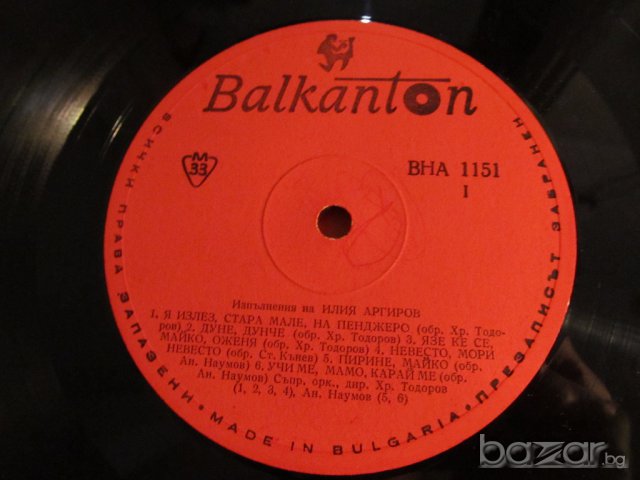 Balkanton
M
33
ВНА 1151
I
Изпълнения на ИЛИЯ АРГИРОВ
1. Я ИЗЛЕЗ, СТАРА МАЛЕ, НА ПЕНДЖЕРО (обр. Хр. Тодо-
ров) 2. ДУНЕ, ДУНЧЕ. (обр. Хр. Тодоров) 3. ЯЗЕ КЕ СЕ,
МАЙКО, ОЖЕНЯ (обр. Хр. Тодоров) 4. НЕВЕСТО, МОРИ
НЕВЕСТО (обр. Ст. Кънев) 5. ПИРИНЕ, МАЙКО (обр.
Ан. Наумов) 6. УЧИ МЕ, МАМО, КАРАЙ МЕ (обр.
Ан. Наумов) Съпр. орк., дир. Хр. Тодоров
(1, 2, 3, 4), Ан. Наумов (5, 6)
ВСИЧКИ ПРАВА ЗАПАЗЕНИ · MADE IN BULGARIA · ПРЕЗАПИСЪТ ЗАБРАНЕН
bazar.bg